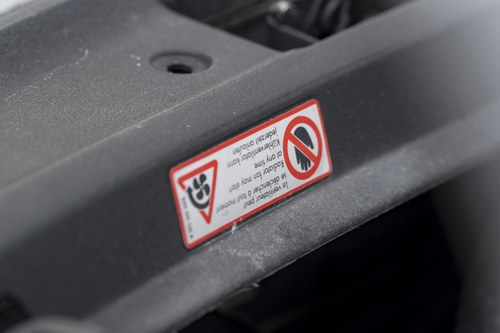 Le ventilateur peut
se déclencher à tout moment
Radiator fan may start
at any time
Kühlerventilator kann
jederzeit anlaufen